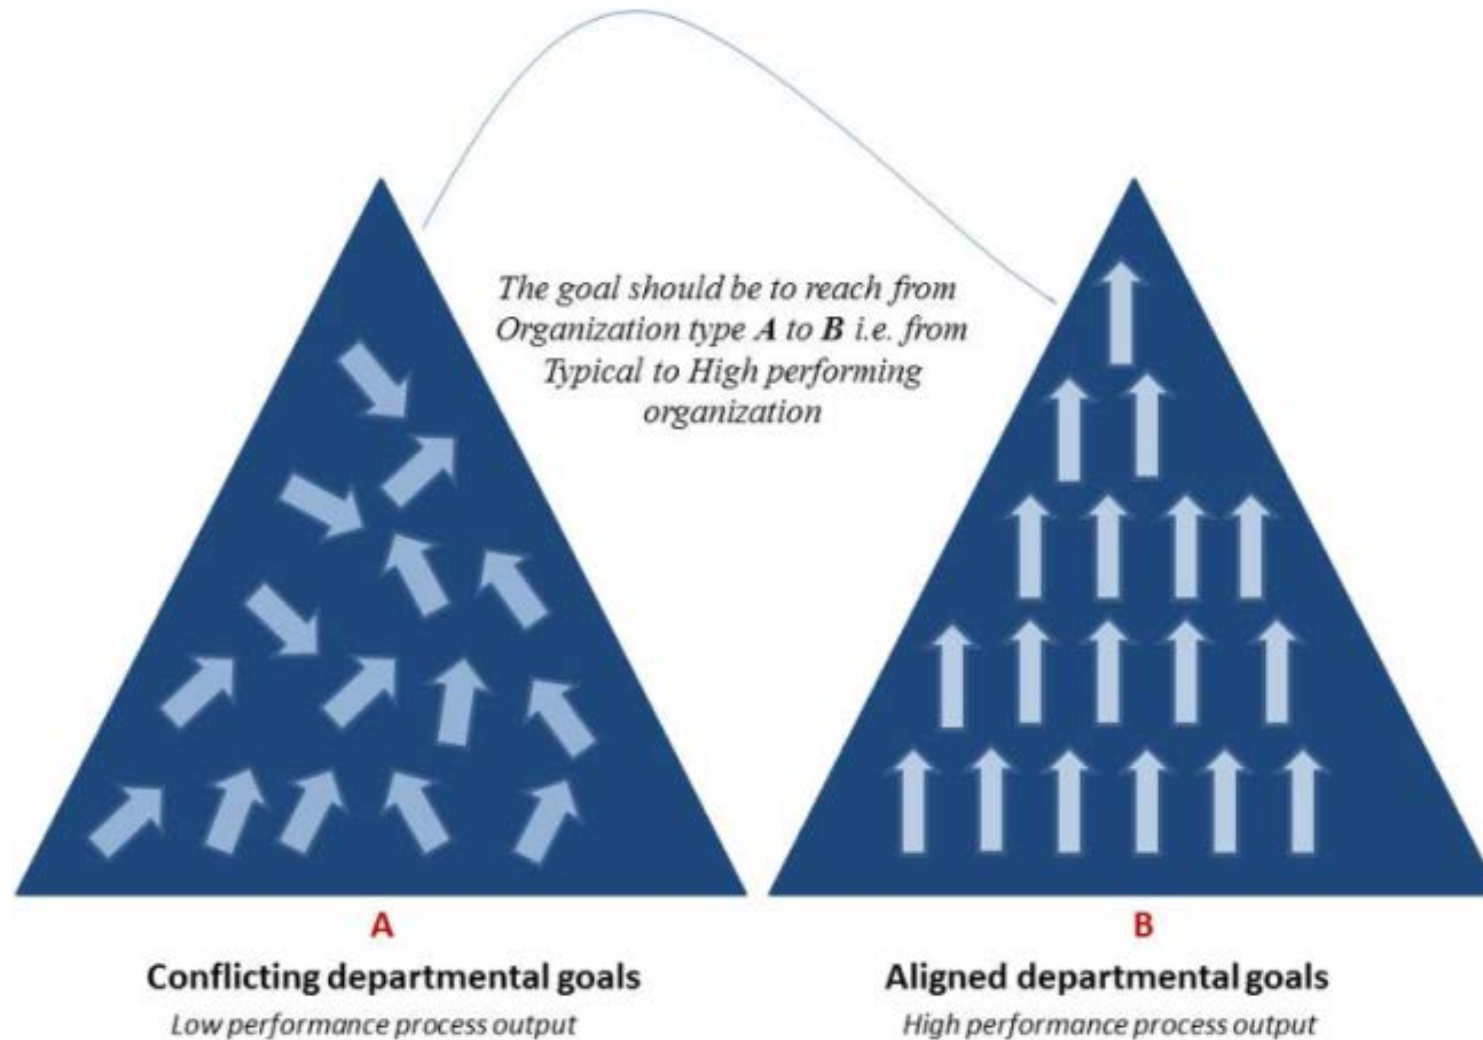 The goal should be to reach from
Organization type A to B i.e. from
Typical to High performing
organization
A
Conflicting departmental goals
Low performance process output
B
Aligned departmental goals
High performance process output